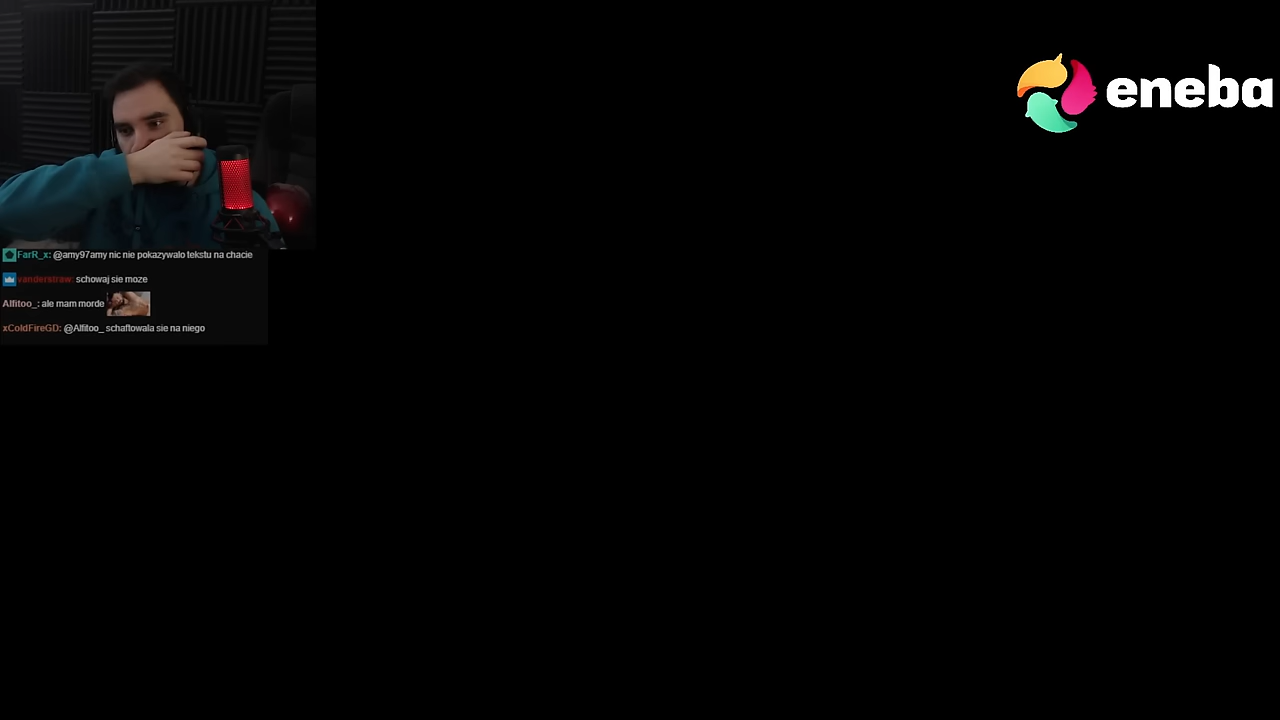 eneba
FarR_x: @amy97amy nic nie pokazywalo tekstu na chacie
vanderstraw: schowaj sie moze
Alfitoo_: ale mam morde
xColdFireGD: @Alfitoo_ schaftowala sie na niego